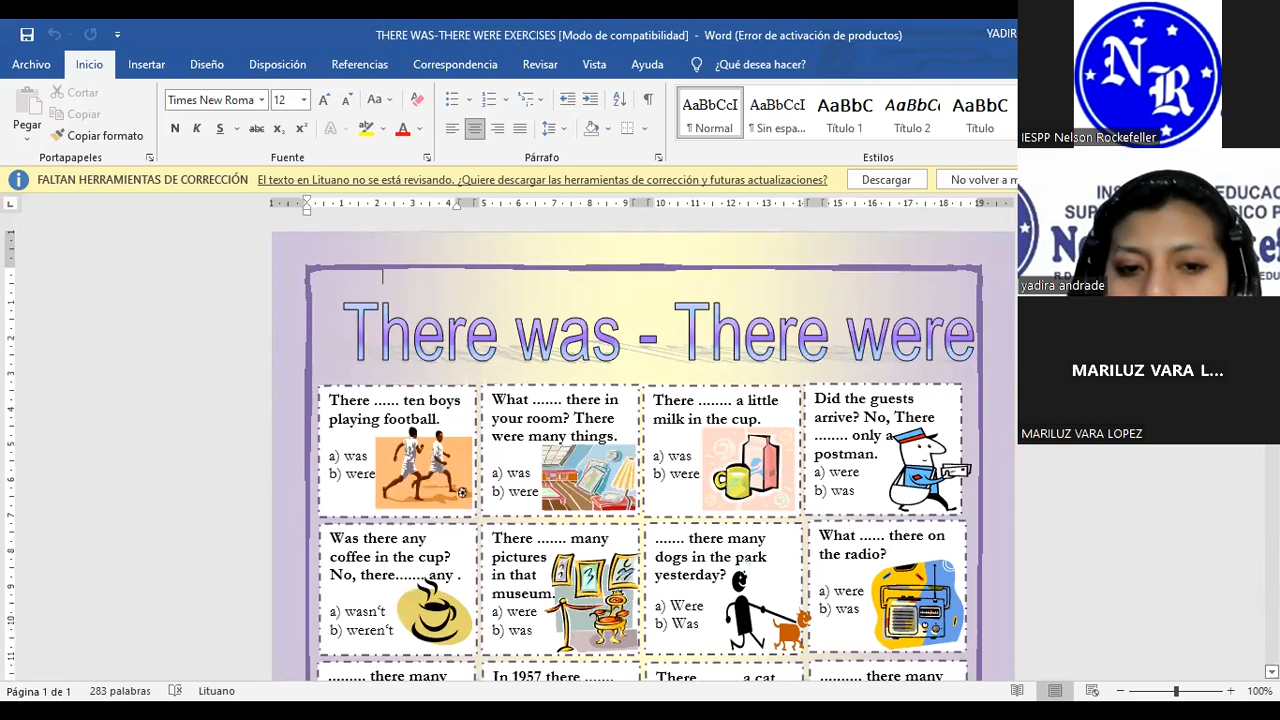 THERE WAS-THERE WERE EXERCISES [Modo de compatibilidad] - Word (Error de activación de productos)
YADIR
Archivo Inicio Insertar Diseño Disposición Referencias Correspondencia Revisar Vista Ayuda ¿Qué desea hacer?
Pegar
Cortar
Copiar
Copiar formato
Portapapeles
Times New Roma 12
Aa
N K S abc x₂ x²
Fuente
Párrafo
AaBbCcI AaBbCcI AaBbC AaBbCc AaBbC
¶ Normal ¶ Sin espa... Título 1 Título 2 Título
Estilos
FALTAN HERRAMIENTAS DE CORRECCIÓN El texto en Lituano no se está revisando. ¿Quiere descargar las herramientas de corrección y futuras actualizaciones? Descargar No volver a m
There was - There were
There ...... ten boys
playing football.
a) was
b) were
What ....... there in
your room? There
were many things.
a) was
b) were
There ........ a little
milk in the cup.
a) was
b) were
Did the guests
arrive? No, There
........ only a
postman.
a) were
b) was
Was there any
coffee in the cup?
No, there....... any .
a) wasn't
b) weren't
There ....... many
pictures
in that
museum.
a) were
b) was
....... there many
dogs in the park
yesterday?
a) Were
b) Was
What ...... there on
the radio?
a) were
b) was
......... there many
In 1957 there .......
There ........ a cat
.......... there many
Página 1 de 1 283 palabras Lituano 100%
NR
IESPP Nelson Rockefeller
yadira andrade
MARILUZ VARA L...
MARILUZ VARA LOPEZ